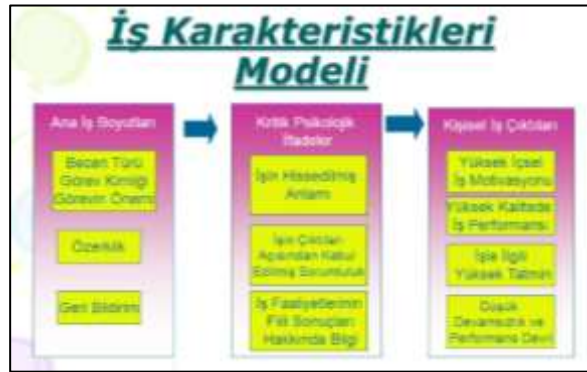 İş Karakteristikleri
Modeli
Ana İş Boyutları
Beceri Türü
Görev Kimliği
Görevin Önemi
Özerklik
Geri Bildirimi
Kritik Psikolojik
İfadeler
İşin Hissedilmiş
Anlamı
İşin Çıktıları
Açısından Kabul
Edilmiş Sorumluluk
İş Faaliyetlerinin
Fiili Sonuçları
Hakkında Bilgi
Kişisel İş Çıktıları
Yüksek İçsel
İş Motivasyonu
Yüksek Kalitede
İş Performansı
İşle İlgili
Yüksek Tatmin
Düşük
Devamsızlık ve
Performans Devri